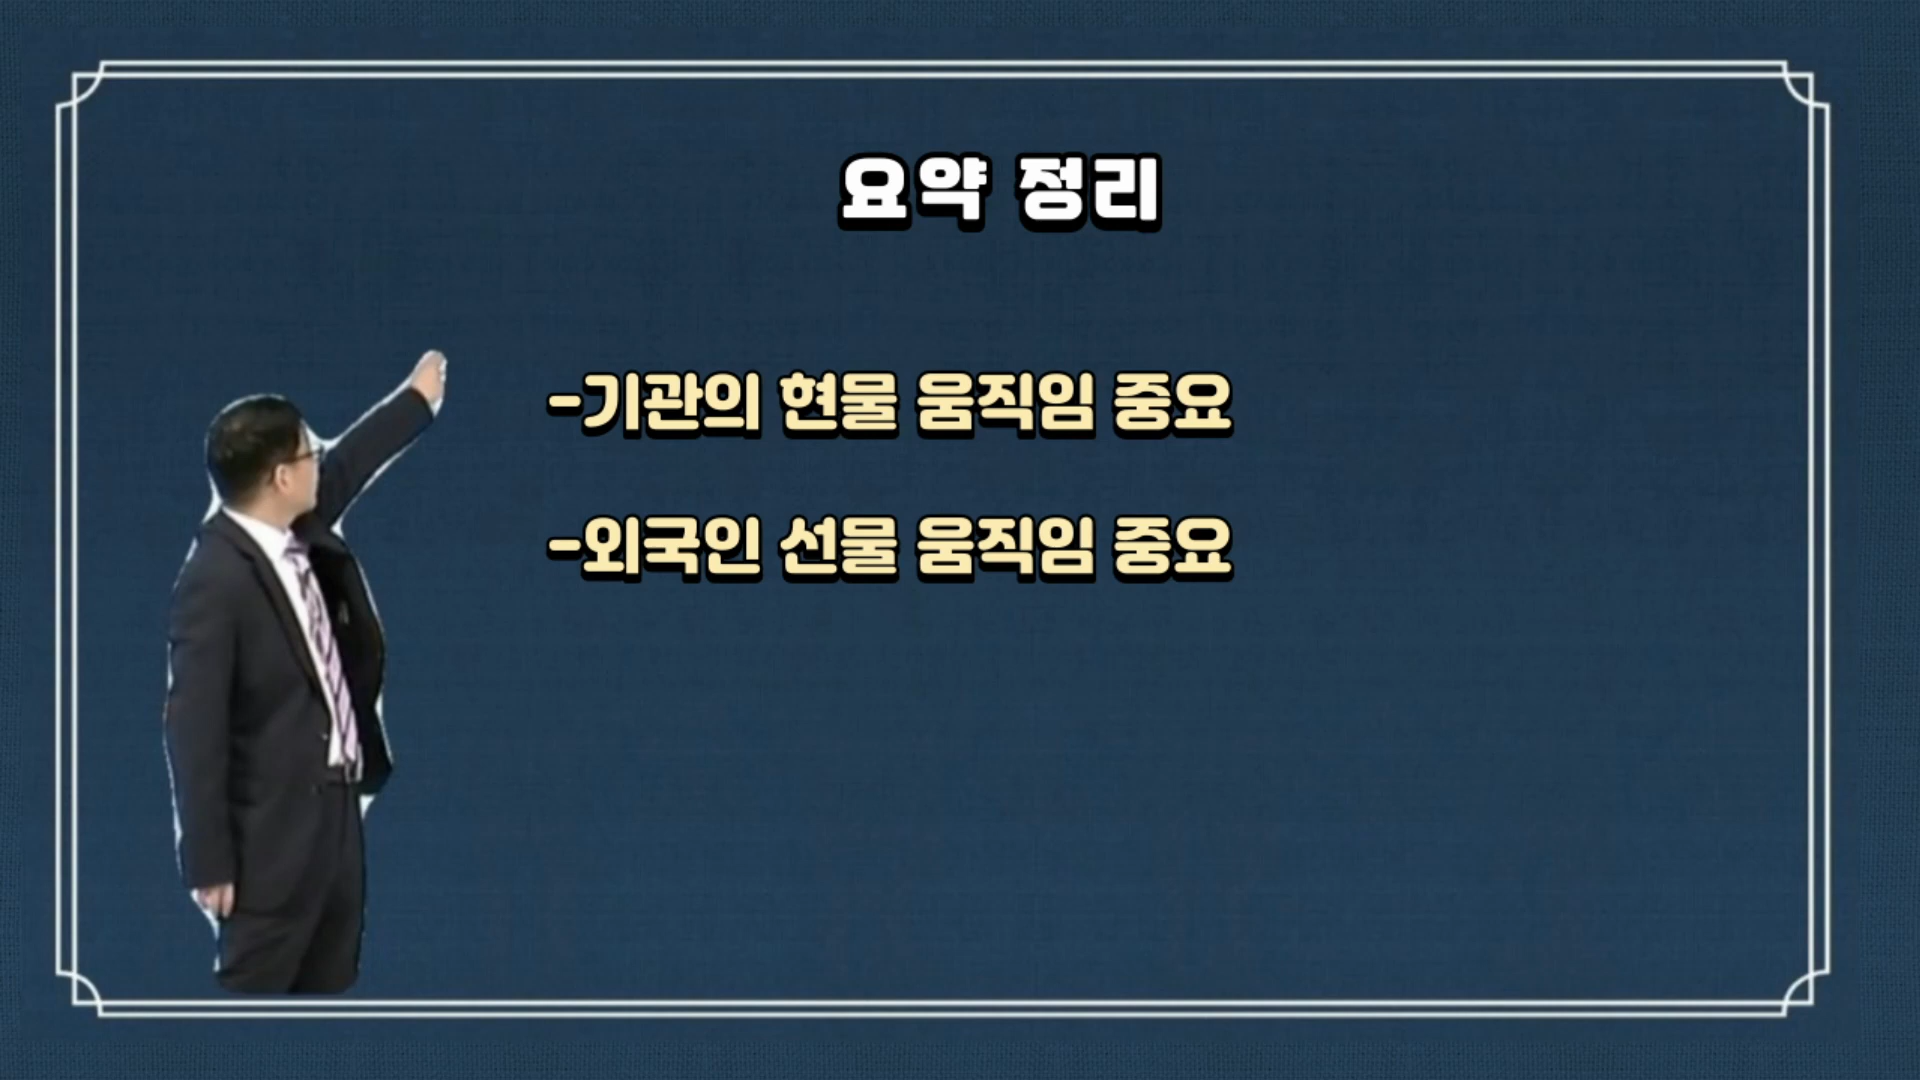 요약 정리
-기관의 현물 움직임 중요
-외국인 선물 움직임 중요